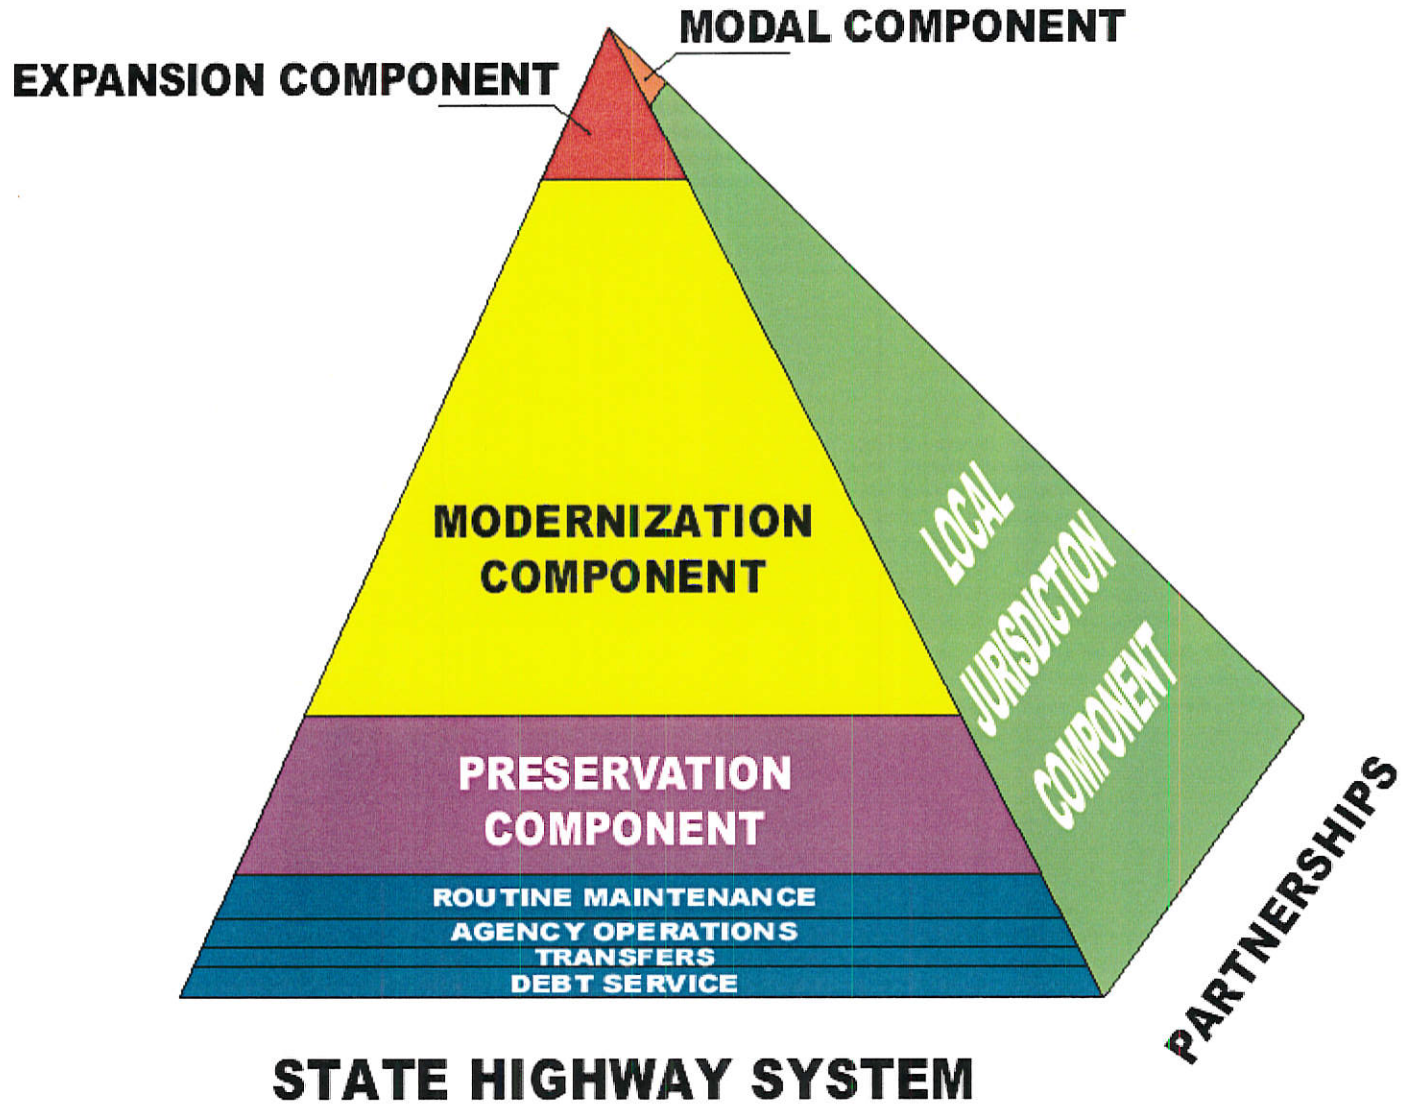 MODAL COMPONENT
EXPANSION COMPONENT
MODERNIZATION
COMPONENT
LOCAL
JURISDICTION
COMPONENT
PRESERVATION
COMPONENT
ROUTINE MAINTENANCE
AGENCY OPERATIONS
TRANSFERS
DEBT SERVICE
PARTNERSHIPS
STATE HIGHWAY SYSTEM